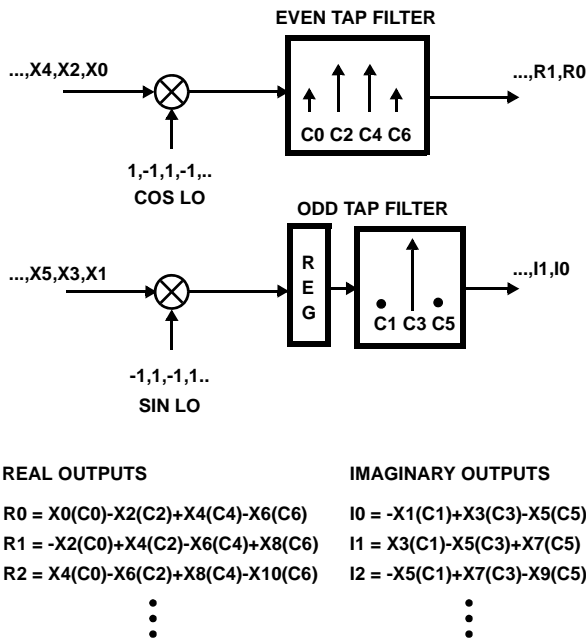 EVEN TAP FILTER
...,X4,X2,X0
...,R1,R0
C0 C2 C4 C6
1,-1,1,-1,..
COS LO
ODD TAP FILTER
...,X5,X3,X1
R
E
G
...,I1,I0
C1 C3 C5
-1,1,-1,1..
SIN LO
REAL OUTPUTS
R0 = X0(C0)-X2(C2)+X4(C4)-X6(C6)
R1 = -X2(C0)+X4(C2)-X6(C4)+X8(C6)
R2 = X4(C0)-X6(C2)+X8(C4)-X10(C6)
IMAGINARY OUTPUTS
I0 = -X1(C1)+X3(C3)-X5(C5)
I1 = X3(C1)-X5(C3)+X7(C5)
I2 = -X5(C1)+X7(C3)-X9(C5)